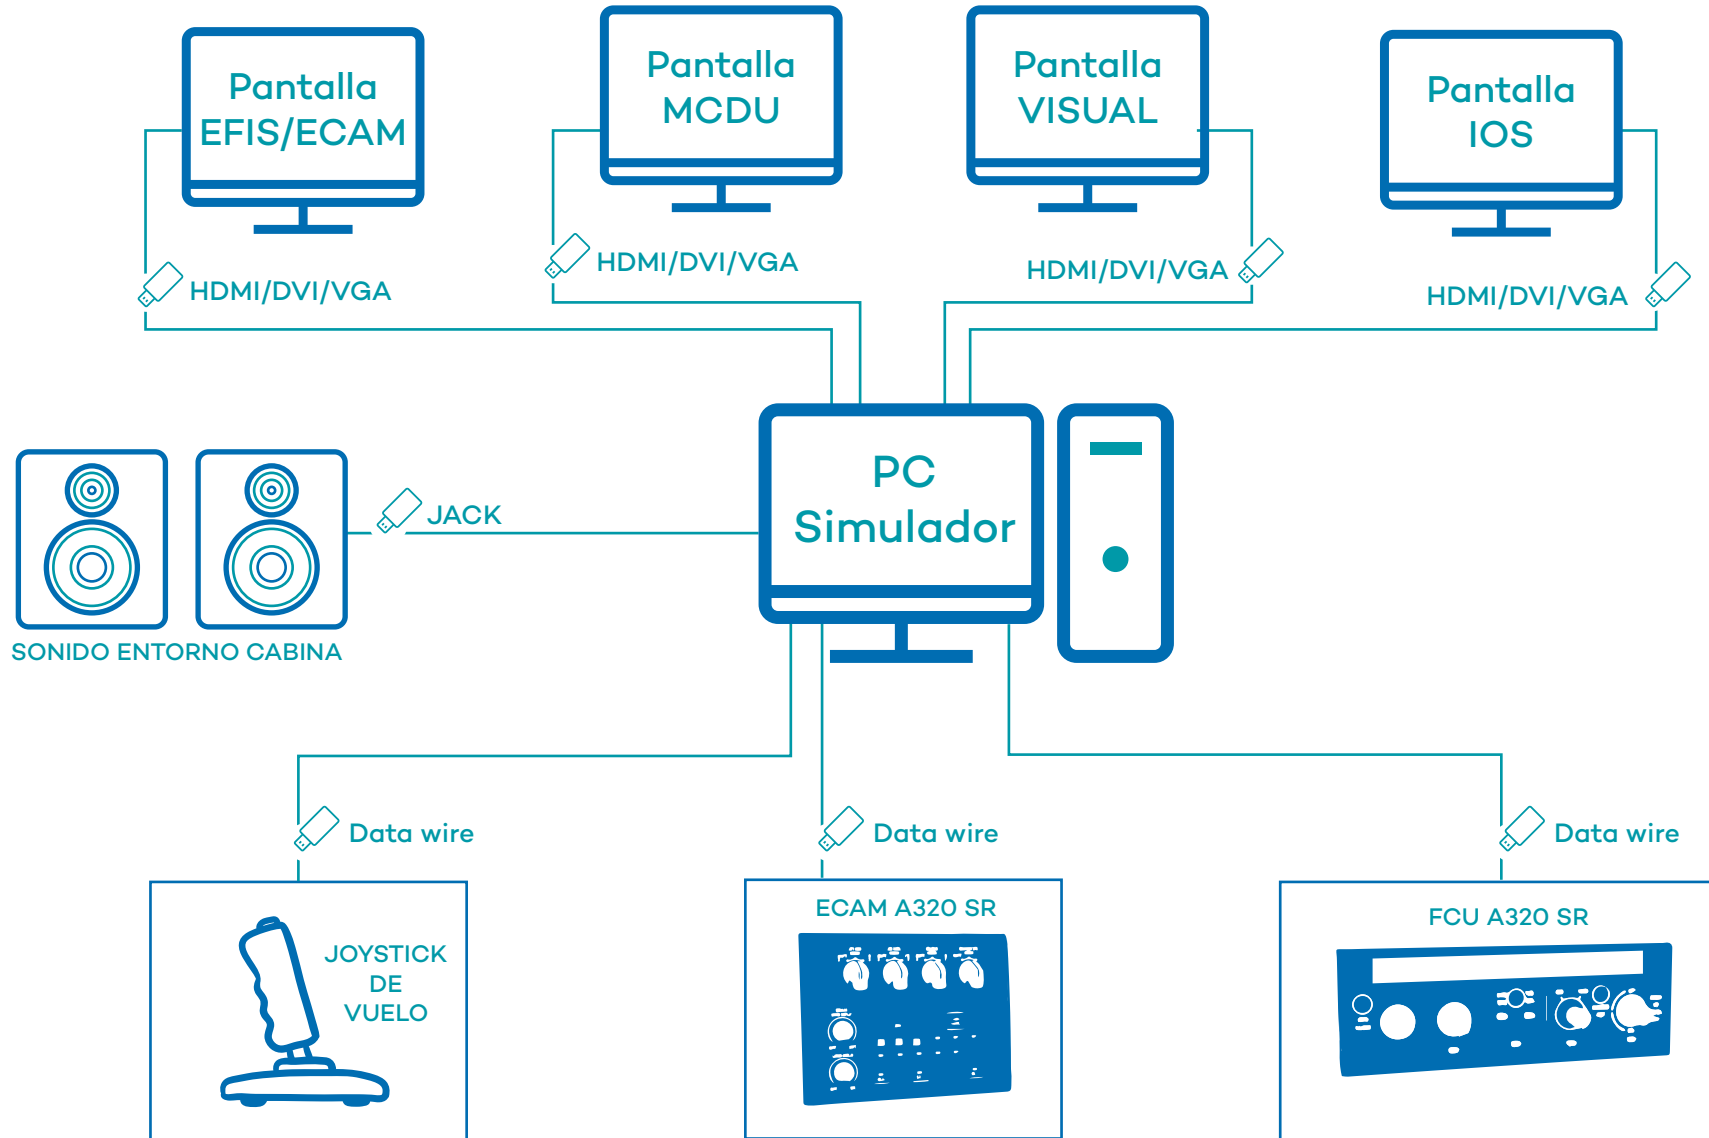 Pantalla
EFIS/ECAM
Pantalla
MCDU
Pantalla
VISUAL
Pantalla
IOS
HDMI/DVI/VGA
HDMI/DVI/VGA
HDMI/DVI/VGA
HDMI/DVI/VGA
PC
Simulador
JACK
SONIDO ENTORNO CABINA
Data wire
Data wire
Data wire
JOYSTICK
DE
VUELO
ECAM A320 SR
FCU A320 SR